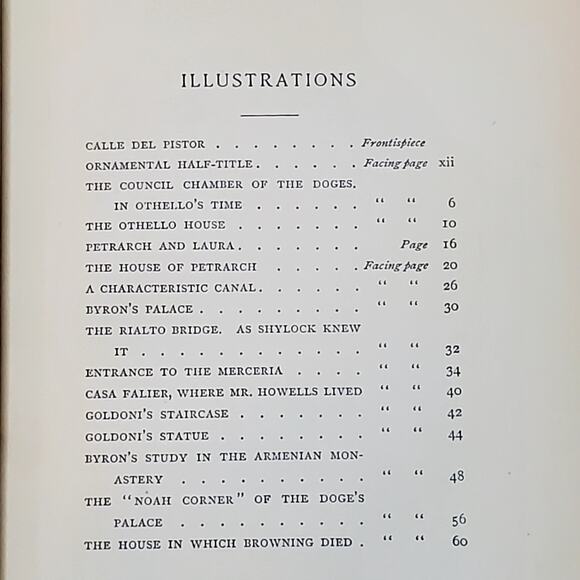 ILLUSTRATIONS
CALLE DEL PISTOR . . . . . . . . Frontispiece
ORNAMENTAL HALF-TITLE . . . . . . Facing page xii
THE COUNCIL CHAMBER OF THE DOGES.
IN OTHELLO'S TIME . . . . . . “ “ 6
THE OTHELLO HOUSE . . . . . . . “ “ 10
PETRARCH AND LAURA . . . . . . . Page 16
THE HOUSE OF PETRARCH . . . . . Facing page 20
A CHARACTERISTIC CANAL . . . . . . “ “ 26
BYRON'S PALACE . . . . . . . . . “ “ 30
THE RIALTO BRIDGE. AS SHYLOCK KNEW
IT . . . . . . . . . . . . “ “ 32
ENTRANCE TO THE MERCERIA . . . . “ “ 34
CASA FALIER, WHERE MR. HOWELLS LIVED “ “ 40
GOLDONI'S STAIRCASE . . . . . . . “ “ 42
GOLDONI'S STATUE . . . . . . . . “ “ 44
BYRON'S STUDY IN THE ARMENIAN MON-
ASTERY . . . . . . . . . . “ “ 48
THE “NOAH CORNER” OF THE DOGE'S
PALACE . . . . . . . . . . “ “ 56
THE HOUSE IN WHICH BROWNING DIED . “ “ 60